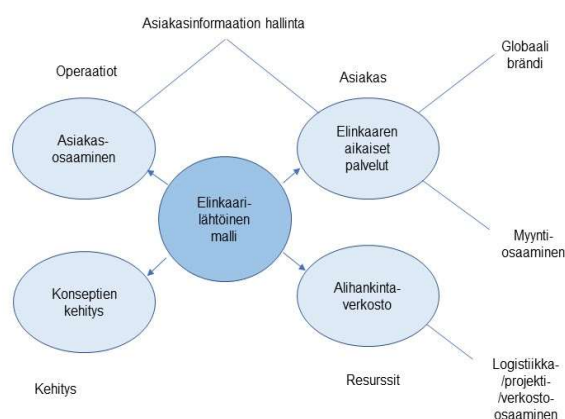 Asiakasinformaation hallinta
Globaali
brändi
Operaatiot
Asiakas
Asiakas-
osaaminen
Elinkaaren
aikaiset
palvelut
Elinkaari-
lähtöinen
malli
Myynti-
osaaminen
Konseptien
kehitys
Alihankinta-
verkosto
Kehitys
Resurssit
Logistiikka-
/projekti-
/verkosto-
osaaminen